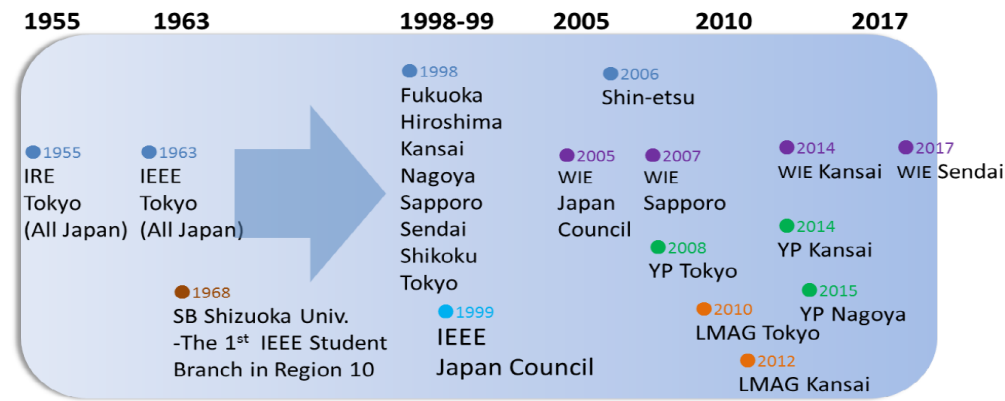 1955
1963
1998-99
2005
2010
2017
1955
IRE
Tokyo
(All Japan)
1963
IEEE
Tokyo
(All Japan)
1968
SB Shizuoka Univ.
-The 1st IEEE Student
Branch in Region 10
1998
Fukuoka
Hiroshima
Kansai
Nagoya
Sapporo
Sendai
Shikoku
Tokyo
1999
IEEE
Japan Council
2006
Shin-etsu
2005
WIE
Japan
Council
2007
WIE
Sapporo
2008
YP Tokyo
2010
LMAG Tokyo
2012
LMAG Kansai
2014
WIE Kansai
2014
YP Kansai
2015
YP Nagoya
2017
WIE Sendai